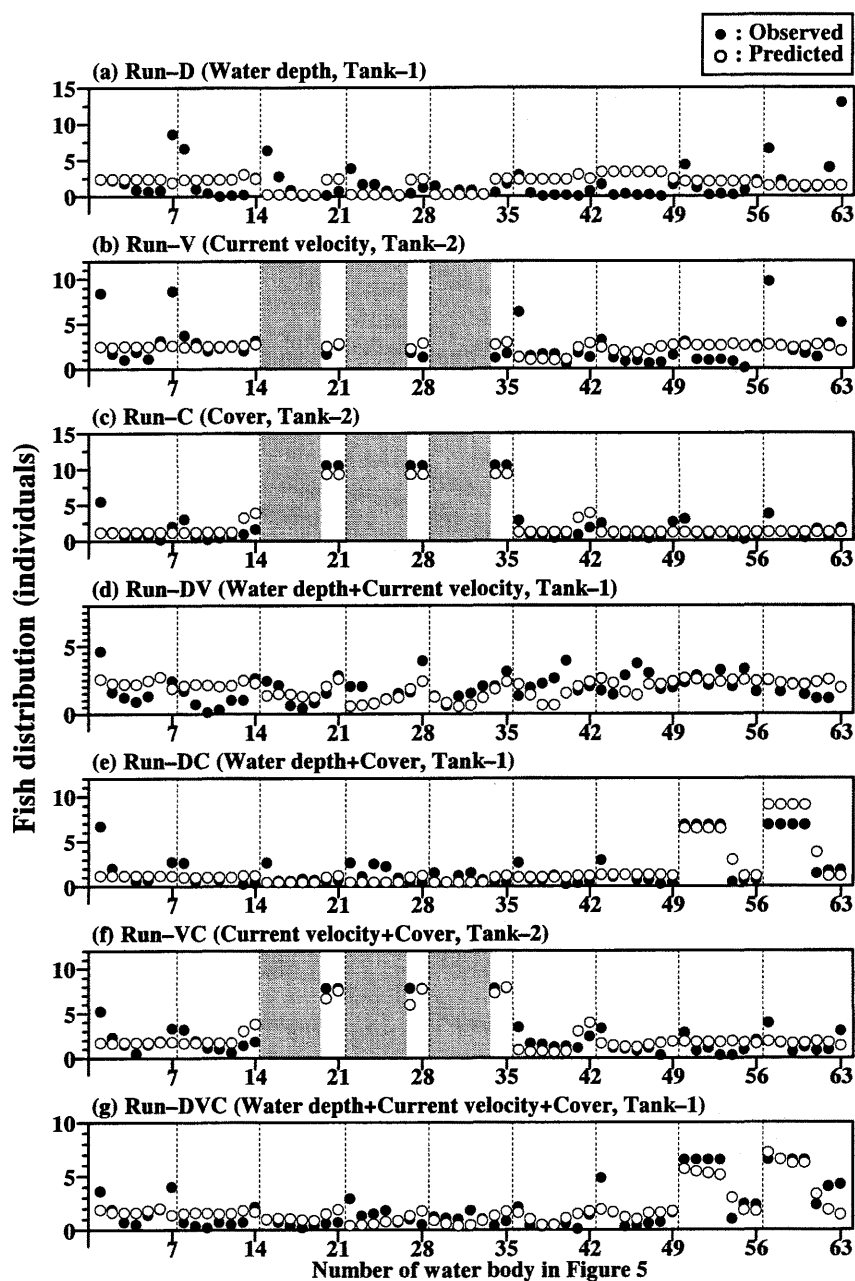 ● : Observed
○ : Predicted
(a) Run–D (Water depth, Tank–1)
15
10
5
0
7 14 21 28 35 42 49 56 63
(b) Run–V (Current velocity, Tank–2)
10
5
0
7 14 21 28 35 42 49 56 63
(c) Run–C (Cover, Tank–2)
15
10
5
0
7 14 21 28 35 42 49 56 63
(d) Run–DV (Water depth+Current velocity, Tank–1)
5
0
7 14 21 28 35 42 49 56 63
(e) Run–DC (Water depth+Cover, Tank–1)
10
5
0
7 14 21 28 35 42 49 56 63
(f) Run–VC (Current velocity+Cover, Tank–2)
10
5
0
7 14 21 28 35 42 49 56 63
(g) Run–DVC (Water depth+Current velocity+Cover, Tank–1)
10
5
0
7 14 21 28 35 42 49 56 63
Number of water body in Figure 5
Fish distribution (individuals)